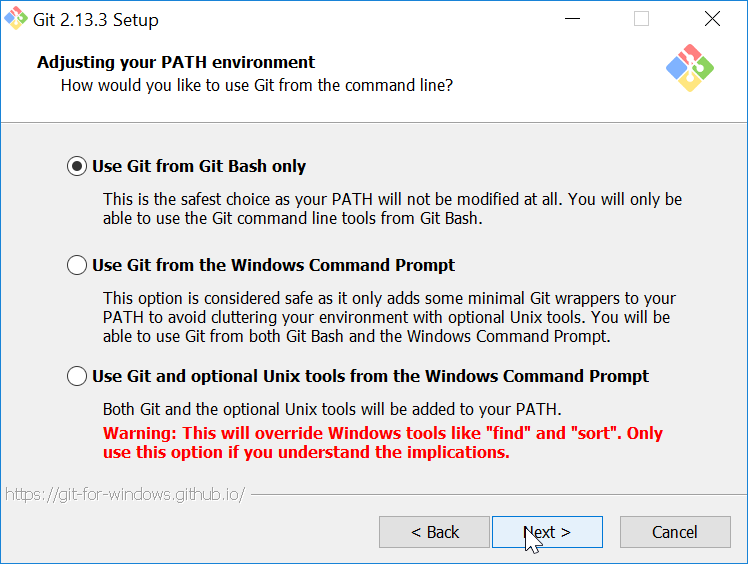 Git 2.13.3 Setup
Adjusting your PATH environment
How would you like to use Git from the command line?
Use Git from Git Bash only
This is the safest choice as your PATH will not be modified at all. You will only be
able to use the Git command line tools from Git Bash.
Use Git from the Windows Command Prompt
This option is considered safe as it only adds some minimal Git wrappers to your
PATH to avoid cluttering your environment with optional Unix tools. You will be
able to use Git from both Git Bash and the Windows Command Prompt.
Use Git and optional Unix tools from the Windows Command Prompt
Both Git and the optional Unix tools will be added to your PATH.
Warning: This will override Windows tools like "find" and "sort". Only
use this option if you understand the implications.
https://git-for-windows.github.io/
< Back
Next >
Cancel